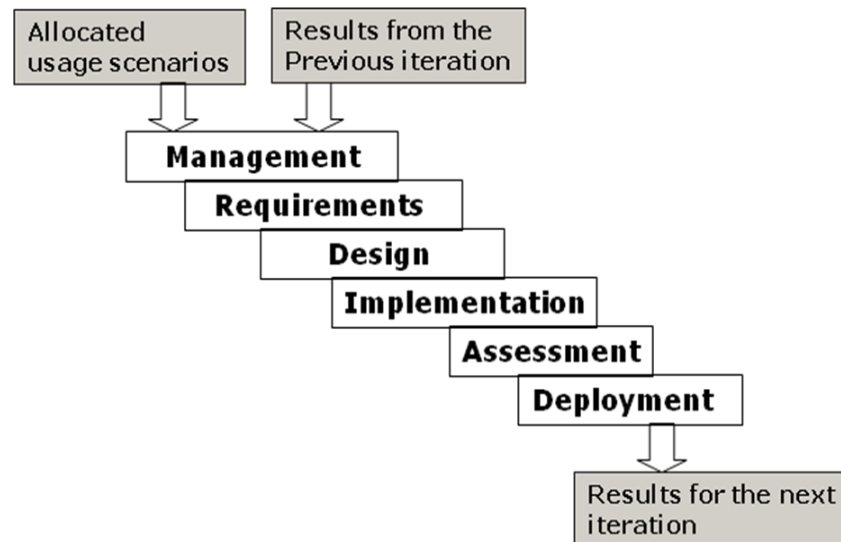 Allocated
usage scenarios
Results from the
Previous iteration
Management
Requirements
Design
Implementation
Assessment
Deployment
Results for the next
iteration